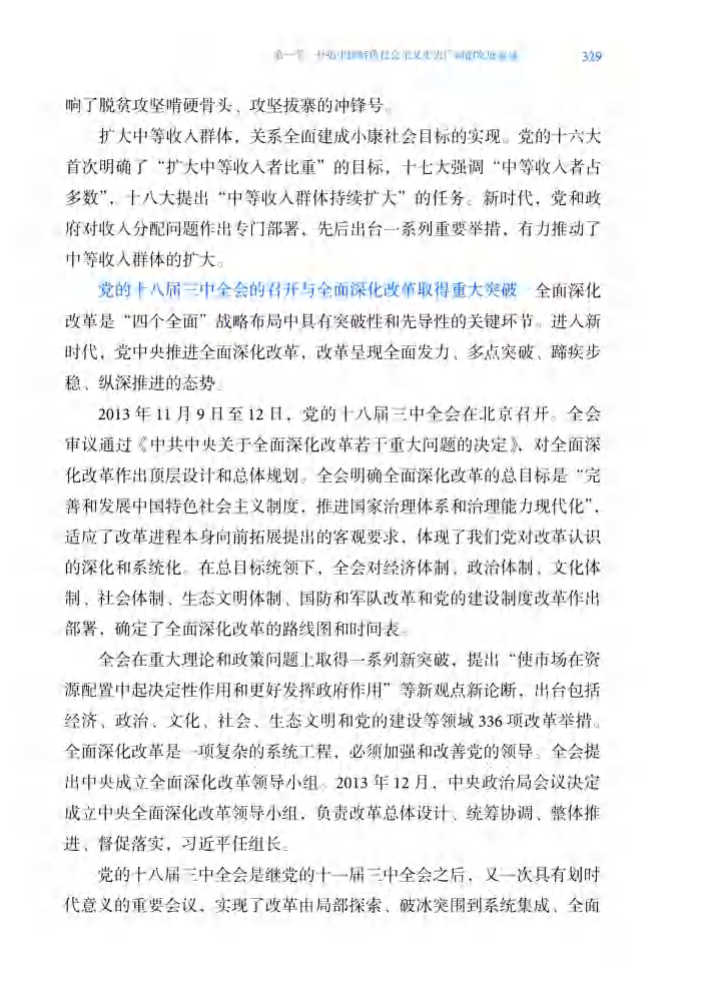 329
响了脱贫攻坚啃硬骨头、攻坚拔寨的冲锋号。
扩大中等收入群体，关系全面建成小康社会目标的实现。党的十六大
首次明确了“扩大中等收入者比重”的目标，十七大强调“中等收入者占
多数”，十八大提出“中等收入群体持续扩大”的任务。新时代，党和政
府对收入分配问题作出专门部署，先后出台一系列重要举措，有力推动了
中等收入群体的扩大。
党的十八届三中全会的召开与全面深化改革取得重大突破 全面深化
改革是“四个全面”战略布局中具有突破性和先导性的关键环节。进入新
时代，党中央推进全面深化改革，改革呈现全面发力、多点突破、蹄疾步
稳、纵深推进的态势。
2013 年 11 月 9 日至 12 日，党的十八届三中全会在北京召开。全会
审议通过《中共中央关于全面深化改革若干重大问题的决定》，对全面深
化改革作出顶层设计和总体规划。全会明确全面深化改革的总目标是“完
善和发展中国特色社会主义制度，推进国家治理体系和治理能力现代化”，
适应了改革进程本身向前拓展提出的客观要求，体现了我们党对改革认识
的深化和系统化。在总目标统领下，全会对经济体制、政治体制、文化体
制、社会体制、生态文明体制、国防和军队改革和党的建设制度改革作出
部署，确定了全面深化改革的路线图和时间表。
全会在重大理论和政策问题上取得一系列新突破，提出“使市场在资
源配置中起决定性作用和更好发挥政府作用”等新观点新论断，出台包括
经济、政治、文化、社会、生态文明和党的建设等领域 336 项改革举措。
全面深化改革是一项复杂的系统工程，必须加强和改善党的领导。全会提
出中央成立全面深化改革领导小组。2013 年 12 月，中央政治局会议决定
成立中央全面深化改革领导小组，负责改革总体设计、统筹协调、整体推
进、督促落实，习近平任组长。
党的十八届三中全会是继党的十一届三中全会之后，又一次具有划时
代意义的重要会议，实现了改革由局部探索、破冰突围到系统集成、全面